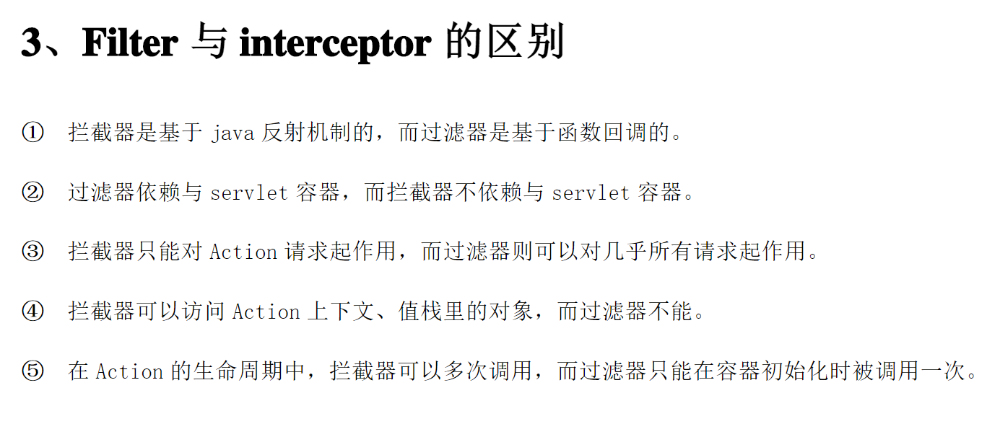 3、Filter 与 interceptor 的区别
① 拦截器是基于 java 反射机制的，而过滤器是基于函数回调的。
② 过滤器依赖与 servlet 容器，而拦截器不依赖与 servlet 容器。
③ 拦截器只能对 Action 请求起作用，而过滤器则可以对几乎所有请求起作用。
④ 拦截器可以访问 Action 上下文、值栈里的对象，而过滤器不能。
⑤ 在 Action 的生命周期中，拦截器可以多次调用，而过滤器只能在容器初始化时被调用一次。